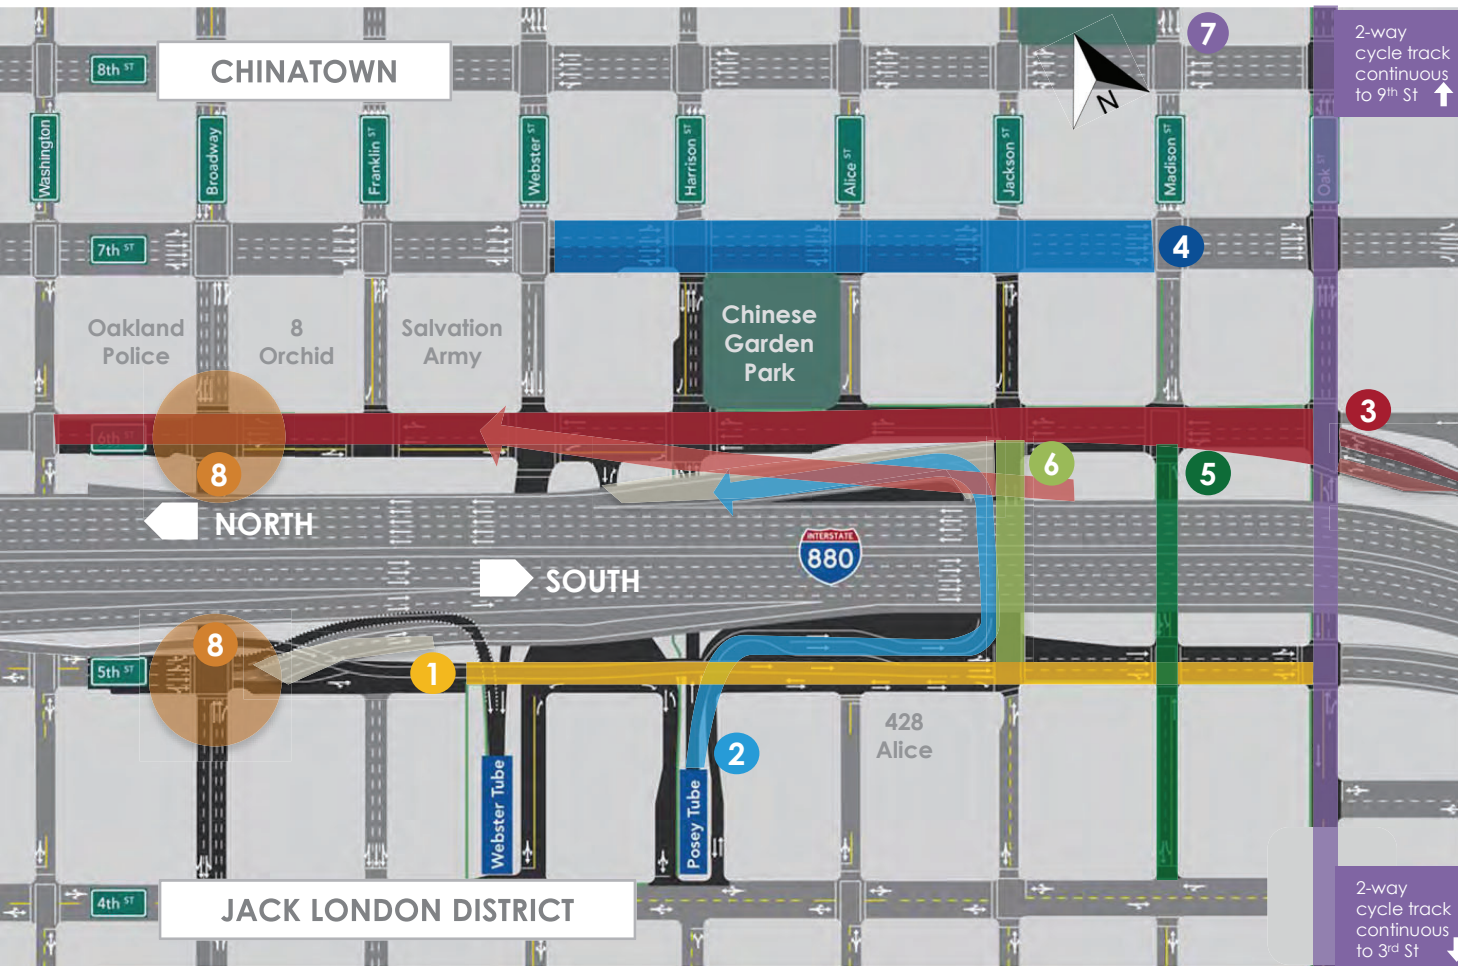 7
2-way
cycle track
continuous
to 9th St
8th ST
CHINATOWN
N
Washington
Broadway
Franklin ST
Webster ST
Harrison ST
Alice ST
Jackson ST
Madison ST
Oak ST
7th ST
4
Oakland
Police
8
Orchid
Salvation
Army
Chinese
Garden
Park
3
6th ST
8
6
5
NORTH
INTERSTATE
880
SOUTH
8
5th ST
1
2
428
Alice
Webster Tube
Posey Tube
4th ST
JACK LONDON DISTRICT
2-way
cycle track
continuous
to 3rd St